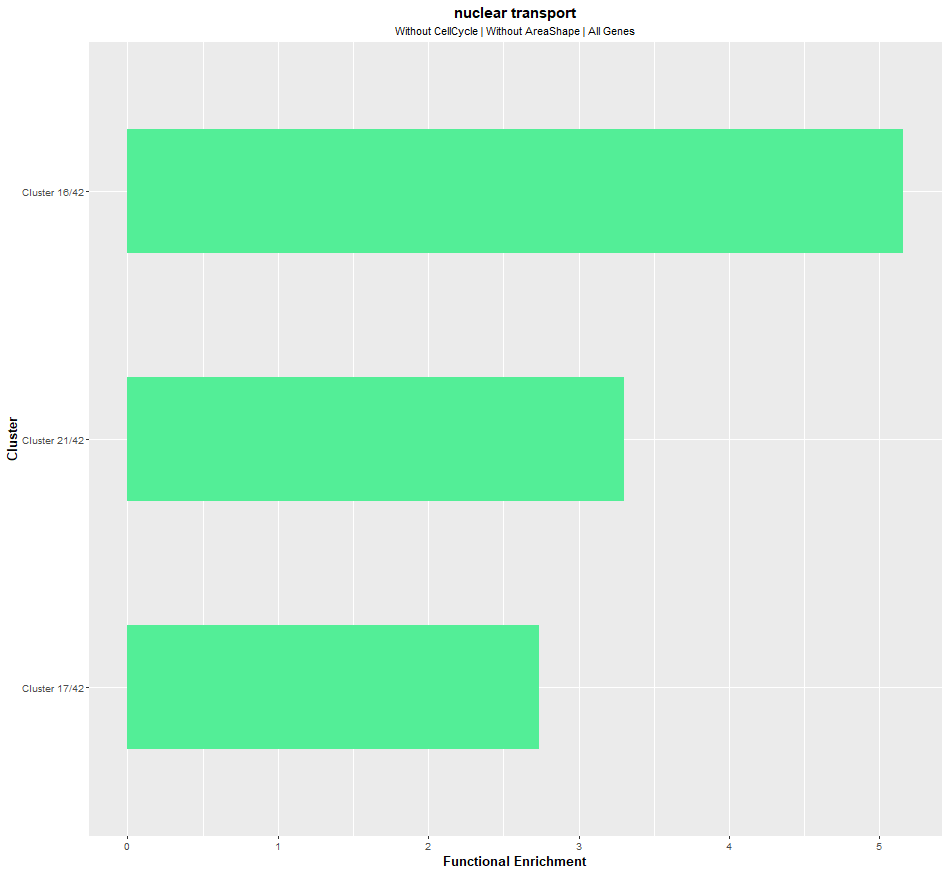 nuclear transport
Without CellCycle | Without AreaShape | All Genes
Cluster
Cluster 16/42
Cluster 21/42
Cluster 17/42
0 1 2 3 4 5
Functional Enrichment